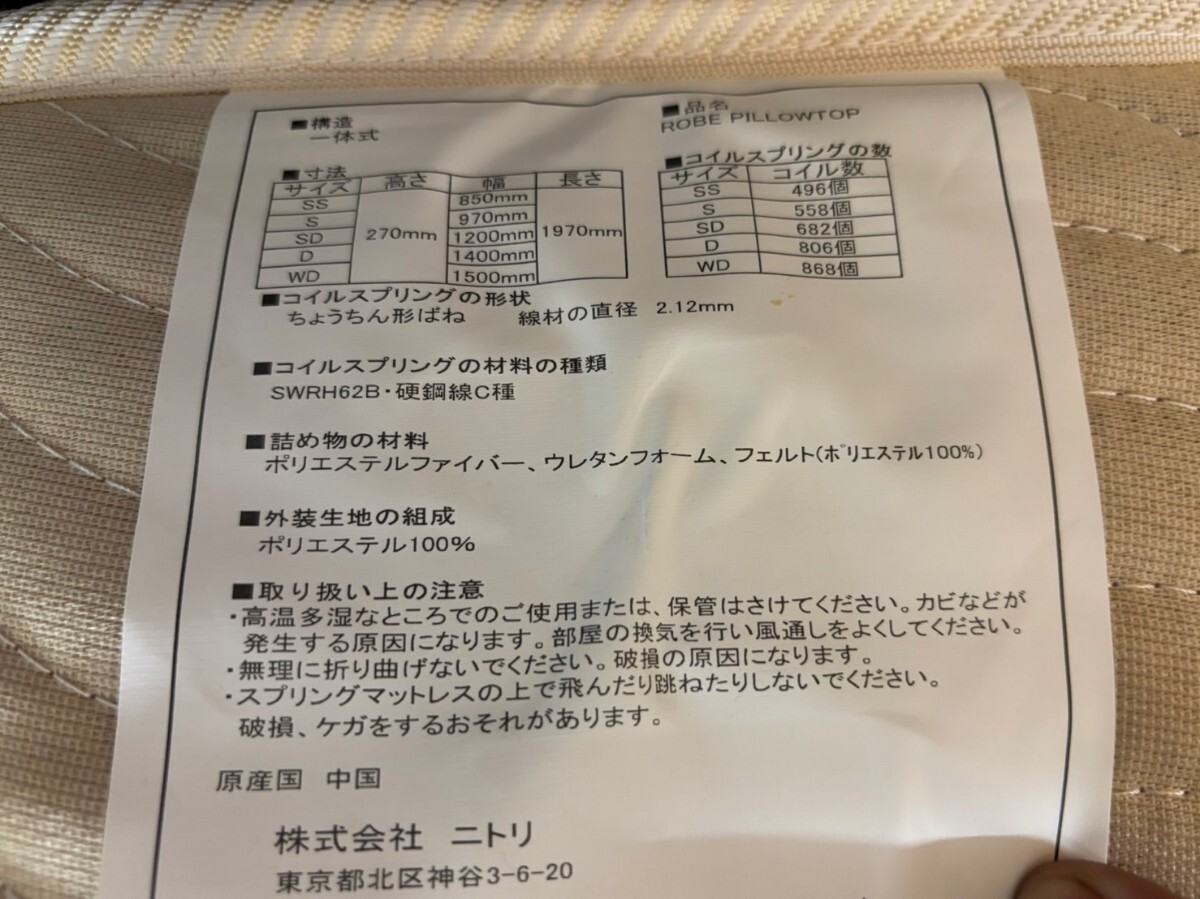 ■構造
一体式
■品名
ROBE PILLOWTOP
■寸法
サイズ 高さ 幅 長さ
SS 270mm 850mm 1970mm
S 970mm
SD 1200mm
D 1400mm
WD 1500mm
■コイルスプリングの数
サイズ コイル数
SS 496個
S 558個
SD 682個
D 806個
WD 868個
■コイルスプリングの形状
ちょうちん形ばね 線材の直径 2.12mm
■コイルスプリングの材料の種類
SWRH62B・硬鋼線C種
■詰め物の材料
ポリエステルファイバー、ウレタンフォーム、フェルト(ﾎﾟﾘｴｽﾃﾙ100%)
■外装生地の組成
ポリエステル100%
■取り扱い上の注意
・高温多湿なところでのご使用または、保管はさけてください。カビなどが
発生する原因になります。部屋の換気を行い風通しをよくしてください。
・無理に折り曲げないでください。破損の原因になります。
・スプリングマットレスの上で飛んだり跳ねたりしないでください。
破損、ケガをするおそれがあります。
原産国 中国
株式会社 ニトリ
東京都北区神谷3-6-20